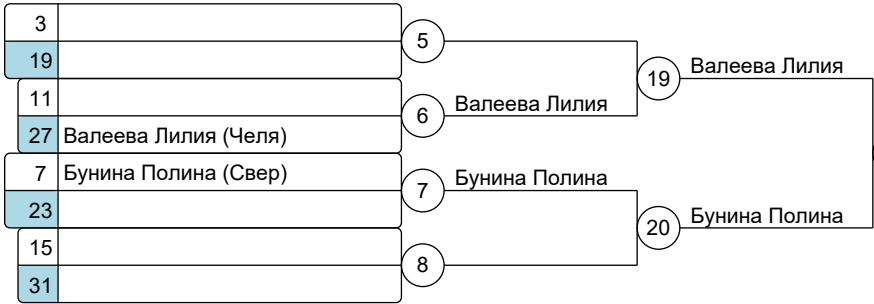 3
5
19
Валеева Лилия
19
11
6
Валеева Лилия
27
Валеева Лилия (Челя)
7
Бунина Полина (Свер)
7
Бунина Полина
23
20
Бунина Полина
15
8
31